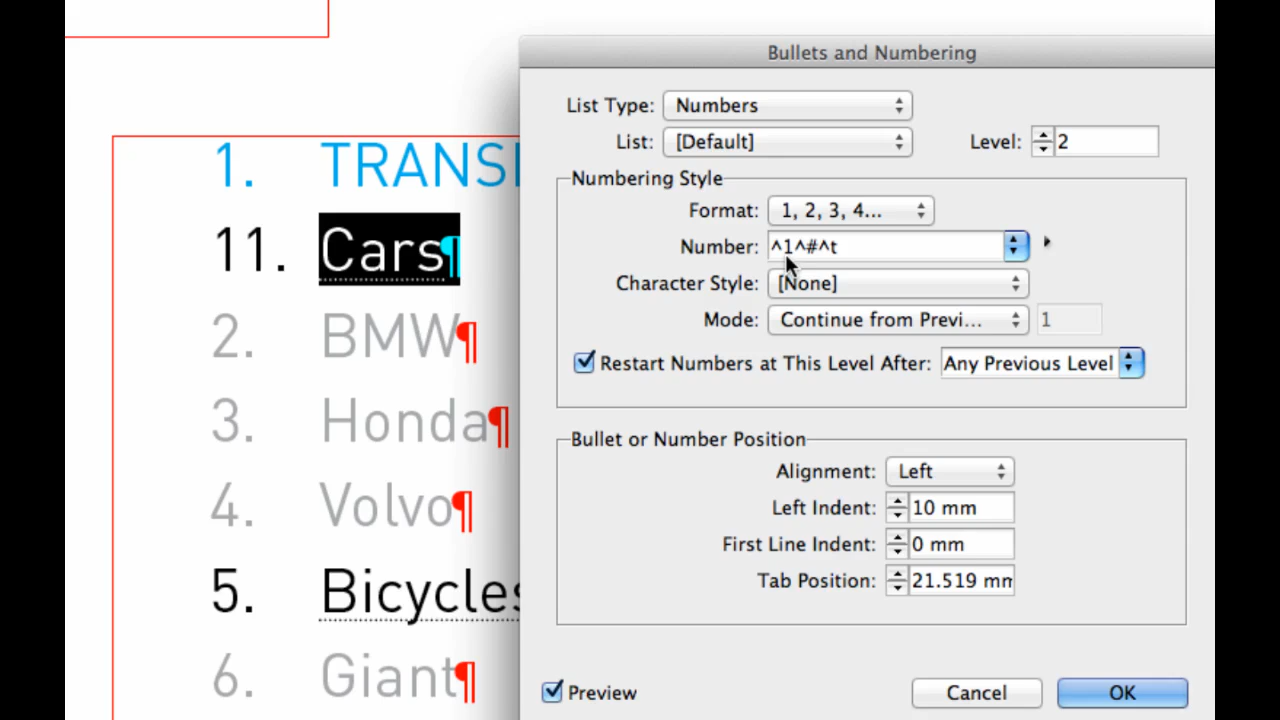 Bullets and Numbering
List Type: Numbers
List: [Default] Level: 2
Numbering Style
Format: 1, 2, 3, 4...
Number: ^1^#^t
Character Style: [None]
Mode: Continue from Previ... 1
Restart Numbers at This Level After: Any Previous Level
Bullet or Number Position
Alignment: Left
Left Indent: 10 mm
First Line Indent: 0 mm
Tab Position: 21.519 mm
Preview Cancel OK
1. TRANS
11. Cars¶
2. BMW¶
3. Honda¶
4. Volvo¶
5. Bicycles
6. Giant¶